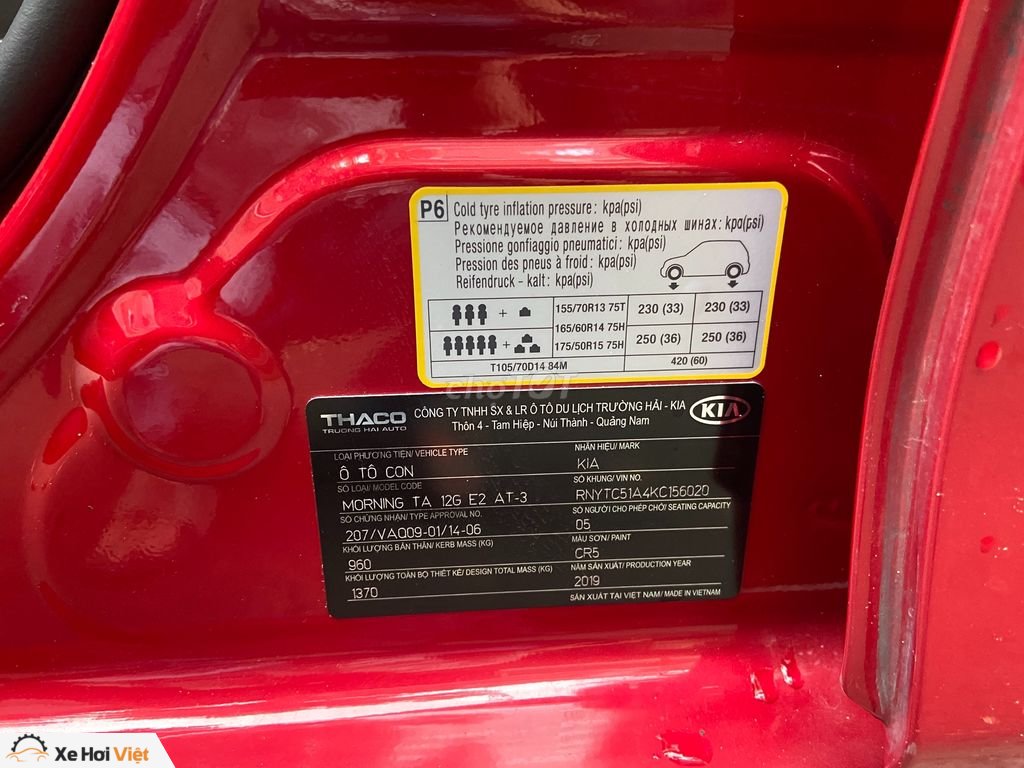 P6
Cold tyre inflation pressure: kpa(psi)
Рекомендуемое давление в холодных шинах: kpa(psi)
Pressione gonfiaggio pneumatici: kpa(psi)
Pression des pneus à froid: kpa(psi)
Reifendruck - kalt: kpa(psi)
+ 155/70R13 75T 230 (33) 230 (33)
165/60R14 75H
+ 175/50R15 75H 250 (36) 250 (36)
T105/70D14 84M 420 (60)
choTỐT
THACO
TRUONG HAI AUTO
CÔNG TY TNHH SX & LR Ô TÔ DU LỊCH TRƯỜNG HẢI - KIA
Thôn 4 - Tam Hiệp - Núi Thành - Quảng Nam
KIA
LOẠI PHƯƠNG TIỆN/ VEHICLE TYPE NHÃN HIỆU/ MARK
Ô TÔ CON KIA
SỐ LOẠI/ MODEL CODE SỐ KHUNG/ VIN NO.
MORNING TA 12G E2 AT-3 RNYTC51A4KC156020
SỐ CHỨNG NHẬN/ TYPE APPROVAL NO. SỐ NGƯỜI CHO PHÉP CHỞ/ SEATING CAPACITY
207/VAQ09-01/14-06 05
KHỐI LƯỢNG BẢN THÂN/ KERB MASS (KG) MÀU SƠN/ PAINT
960 CR5
KHỐI LƯỢNG TOÀN BỘ THIẾT KẾ/ DESIGN TOTAL MASS (KG) NĂM SẢN XUẤT/ PRODUCTION YEAR
1370 2019
SẢN XUẤT TẠI VIỆT NAM/ MADE IN VIETNAM
Xe Hơi Việt